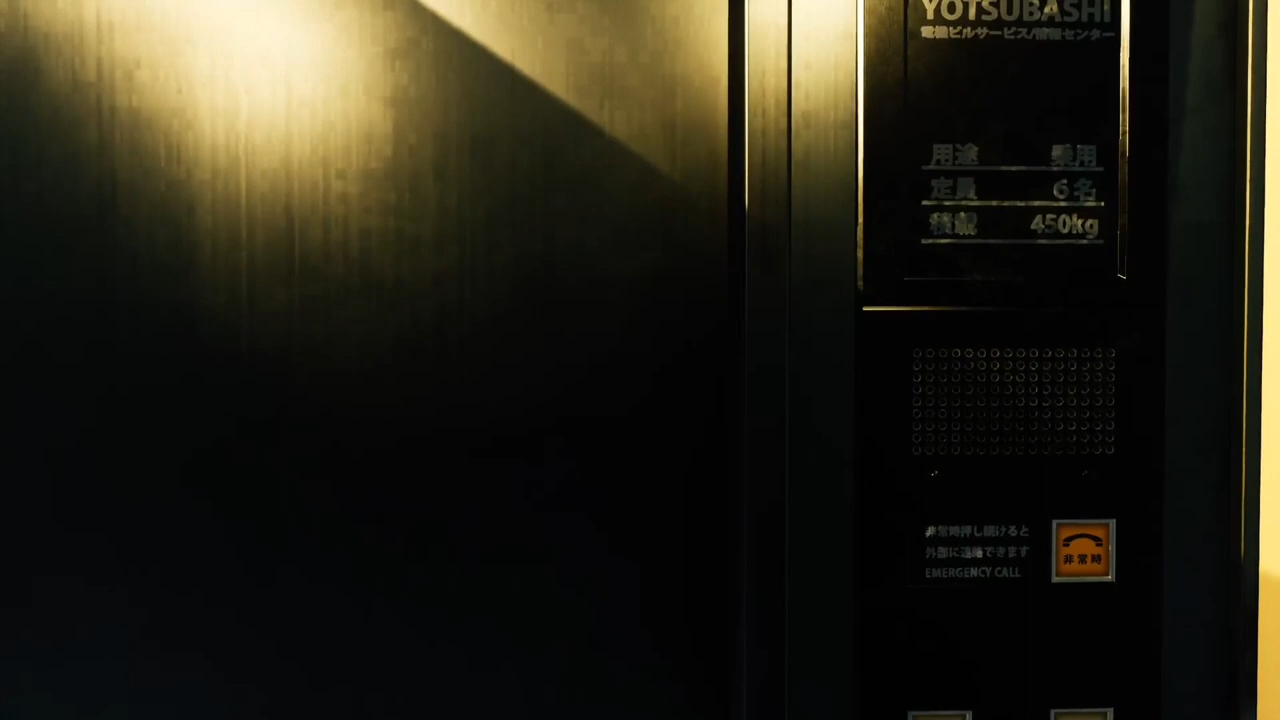 YOTSUBASHI
電機ビルサービス/情報センター
用途 乗用
定員 6名
積載 450kg
非常時押し続けると
外部に連絡できます
EMERGENCY CALL
非常時